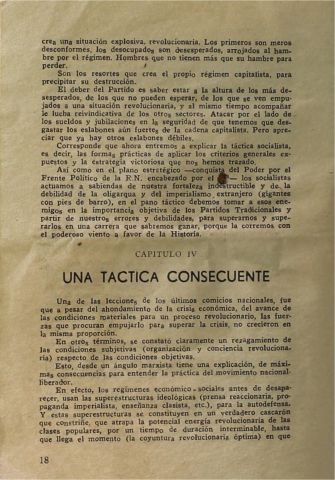 crea una situación explosiva, revolucionaria. Los primeros son meros
desconformes, los desocupados son desesperados, arrojados al ham-
bre por el régimen. Hombres que no tienen más que su hambre para
perder.
Son los resortes que crea el propio régimen capitalista, para
precipitar su destrucción.
El deber del Partido es saber estar a la altura de los más de-
sesperados, de los que no pueden esperar, de los que se ven empu-
jados a una situación revolucionaria, y al mismo tiempo acompañar
le lucha reivindicativa de los otros sectores. Atacar por el lado de
los sueldos y jubilaciones en la seguridad de que tenemos que des-
gastar los eslabones aún fuertes de la cadena capitalista. Pero apre-
ciar que ya hay otros eslabones débiles.
Corresponde que ahora entremos a explicar la táctica socialista,
es decir, las formas prácticas de aplicar los criterios generales ex-
puestos y la estrategia victoriosa que nos hemos trazado.
Así como en el plano estratégico —conquista del Poder por el
Frente Político de la R.N. encabezado por el — los socialistas
actuamos a sabiendas de nuestra fortaleza indestructible y de la
debilidad de la oligarquía y del imperialismo extranjero (gigantes
con pies de barro), en el pano táctico debemos tomar a esos ene-
migos en la importancia objetiva de los Partidos Tradicionales y
partir de nuestros errores y debilidades, para superarnos y supe-
rarlos en una carrera que sabremos ganar, porque la corremos con
el poderoso viento a favor de la Historia.
CAPITULO IV
UNA TACTICA CONSECUENTE
Una de las lecciones de los últimos comicios nacionales, fue
que a pesar del ahondamiento de la crisis económica, del avance de
las condiciones materiales para un proceso revolucionario, las fuer-
zas que procuran empujarlo para superar la crisis, no crecieron en
la misma proporción.
En otros términos, se constató claramente un rezagamiento de
las condiciones subjetivas (organización y conciencia revoluciona-
ria) respecto de las condiciones objetivas.
Esto, desde un ángulo marxista tiene una explicación, de máxi-
mas consecuencias para entender la práctica del movimiento nacional-
liberador.
En efecto, los regímenes económico-sociales antes de desapa-
recer, usan las superestructuras ideológicas (prensa reaccionaria, pro-
paganda imperialista, enseñanza clasista, etc.), para la autodefensa.
Y estas superestructuras se constituyen en un verdadero cascarón
que constriñe, que atrapa la potencial energía revolucionaria de las
clases populares, por un tiempo de duración interminable, hasta
que llega el momento (la coyuntura revolucionaria óptima) en que
18